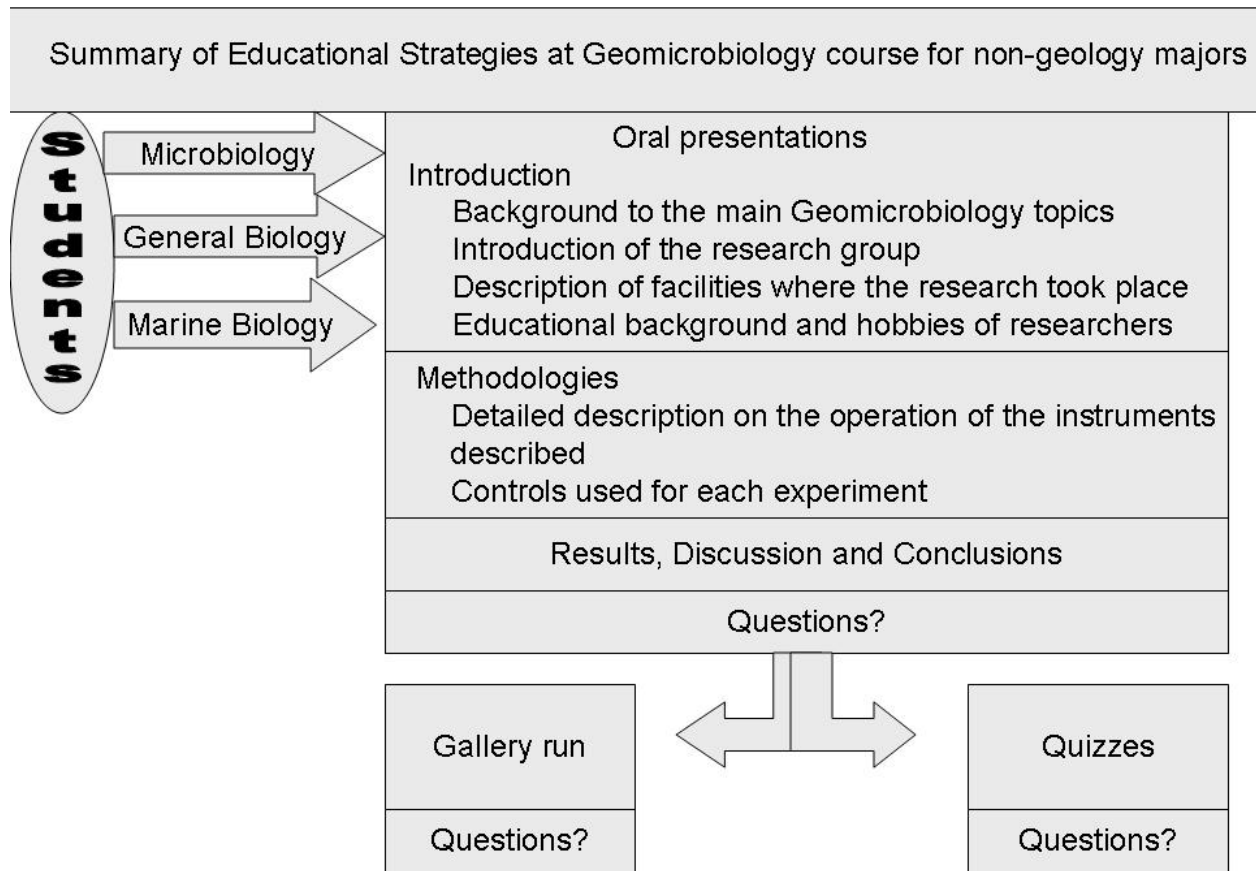 Summary of Educational Strategies at Geomicrobiology course for non-geology majors
Students
Microbiology
General Biology
Marine Biology
Oral presentations
Introduction
Background to the main Geomicrobiology topics
Introduction of the research group
Description of facilities where the research took place
Educational background and hobbies of researchers
Methodologies
Detailed description on the operation of the instruments
described
Controls used for each experiment
Results, Discussion and Conclusions
Questions?
Gallery run
Questions?
Quizzes
Questions?